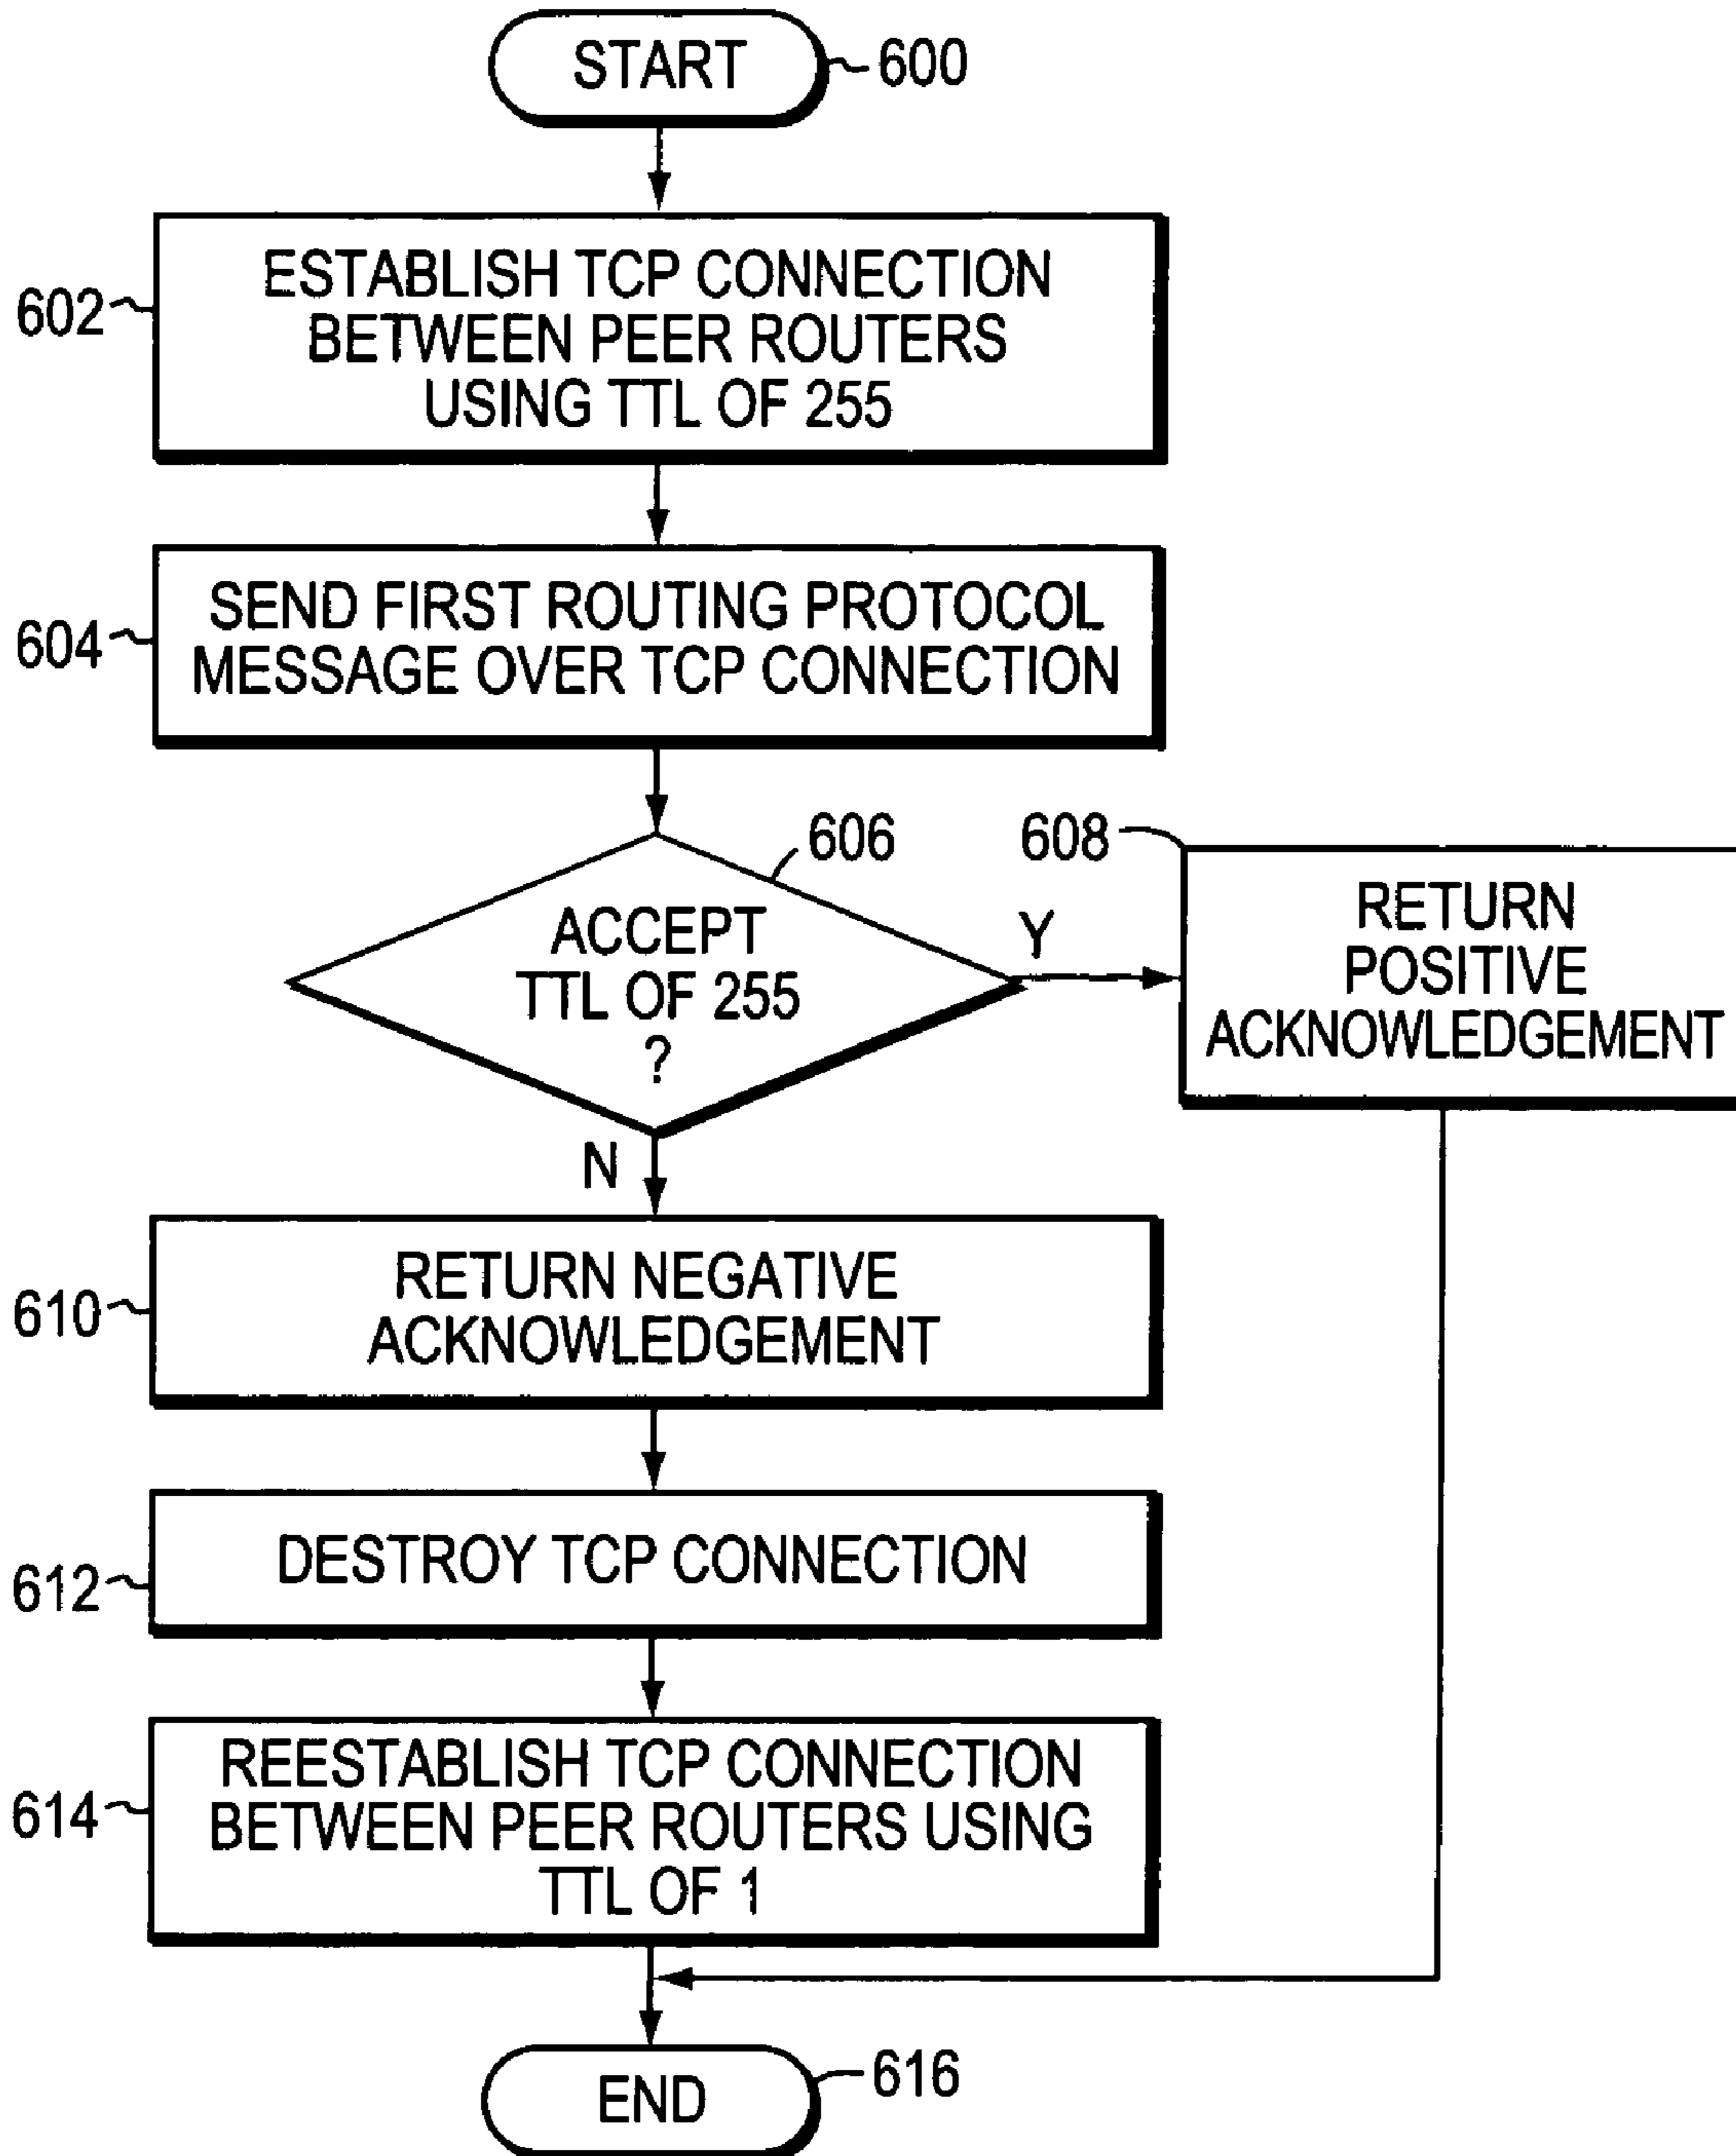 START
600
602
ESTABLISH TCP CONNECTION
BETWEEN PEER ROUTERS
USING TTL OF 255
604
SEND FIRST ROUTING PROTOCOL
MESSAGE OVER TCP CONNECTION
606
ACCEPT
TTL OF 255
?
Y
608
RETURN
POSITIVE
ACKNOWLEDGEMENT
N
610
RETURN NEGATIVE
ACKNOWLEDGEMENT
612
DESTROY TCP CONNECTION
614
REESTABLISH TCP CONNECTION
BETWEEN PEER ROUTERS USING
TTL OF 1
END
616